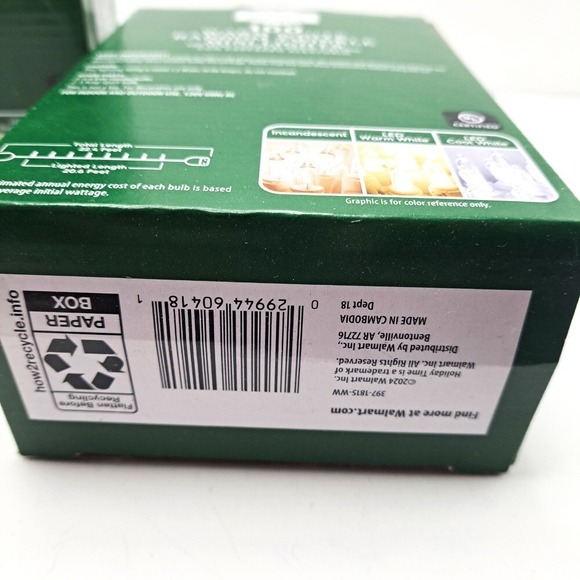 Total Length
22.4 Feet
Lighted Length
20.6 Feet
imated annual energy cost of each bulb is based
verage initial wattage.
CERTIFIED
Incandescent
LED
Warm White
LED
Cool White
Graphic is for color reference only.
Find more at Walmart.com
397-1815-WW
©2024 Walmart Inc.
Holiday Time is a trademark of
Walmart Inc. All Rights Reserved.
Distributed by Walmart Inc.,
Bentonville, AR 72716
MADE IN CAMBODIA
Dept 18
0 29944 60418 1
Flatten Before
Recycling
PAPER
BOX
how2recycle.info